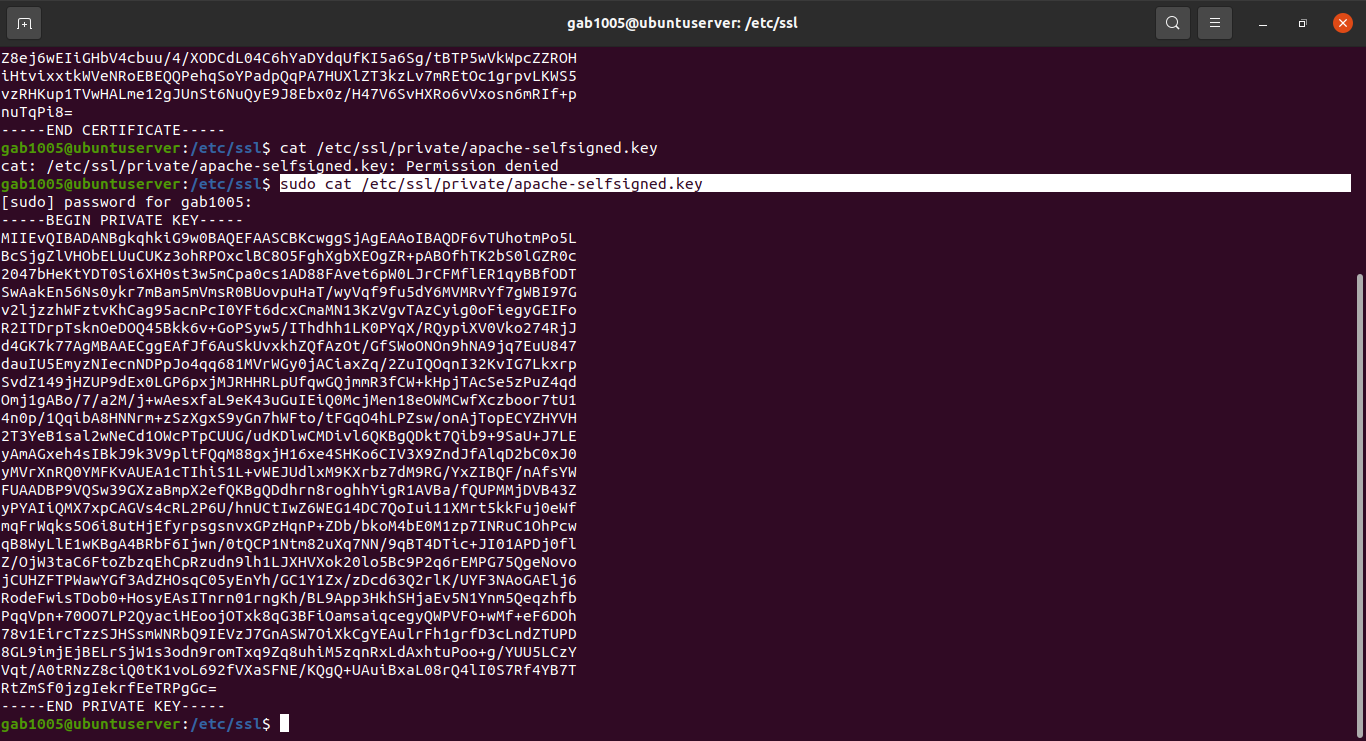 gab1005@ubuntuserver: /etc/ssl
Z8ej6wEIiGHbV4cbuu/4/XODCdL04C6hYaDYdqUfKI5a6Sg/tBTP5wVkWpcZZROH
iHtvixxtkWVeNRoEBEQQPehqSoYPadpQqPA7HUXlZT3kzLv7mREtOc1grpvLKWS5
vzRHKup1TVwHALme12gJUnSt6NuQyE9J8Ebx0z/H47V6SvHXRo6vVxosn6mRIf+p
nuTqPi8=
-----END CERTIFICATE-----
gab1005@ubuntuserver:/etc/ssl$ cat /etc/ssl/private/apache-selfsigned.key
cat: /etc/ssl/private/apache-selfsigned.key: Permission denied
gab1005@ubuntuserver:/etc/ssl$ sudo cat /etc/ssl/private/apache-selfsigned.key
[sudo] password for gab1005:
-----BEGIN PRIVATE KEY-----
MIIEvQIBADANBgkqhkiG9w0BAQEFAASCBKcwggSjAgEAAoIBAQDF6vTUhotmPo5L
BcSjgZlVHObELUuCUKz3ohRPOxclBC8O5FghXgbXEOgZR+pABOfhTK2bS0lGZR0c
2047bHeKtYDT0Si6XH0st3w5mCpa0cs1AD88FAvet6pW0LJrCFMflER1qyBBfODT
SwAakEn56Ns0ykr7mBam5mVmsR0BUovpuHaT/wyVqf9fu5dY6MVMRvYf7gWBI97G
v2ljzzhWFztvKhCag95acnPcI0YFt6dcxCmaMN13KzVgvTAzCyig0oFiegyGEIFo
R2ITDrpTsknOeDOQ45Bkk6v+GoPSyw5/IThdhh1LK0PYqX/RQypiXV0Vko274RjJ
d4GK7k77AgMBAAECggEAfJf6AuSkUvxkhZQfAzOt/GfSWoONOn9hNA9jq7EuU847
dauIU5EmyzNIecnNDPpJo4qq681MVrWGy0jACiaxZq/2ZuIQOqnI32KvIG7Lkxrp
SvdZ149jHZUP9dEx0LGP6pxjMJRHHRLpUfqwGQjmmR3fCW+kHpjTAcSe5zPuZ4qd
Omj1gABo/7/a2M/j+wAesxfaL9eK43uGuIEiQ0McjMen18eOWMCwfXczboor7tU1
4n0p/1QqibA8HNNrm+zSzXgxS9yGn7hWFto/tFGqO4hLPZsw/onAjTopECYZHYVH
2T3YeB1sal2wNeCd1OWcPTpCUUG/udKDlwCMDivl6QKBgQDkt7Qib9+9SaU+J7LE
yAmAGxeh4sIBkJ9k3V9pltFQqM88gxjH16xe4SHKo6CIV3X9ZndJfAlqD2bC0xJ0
yMVrXnRQ0YMFKvAUEA1cTIhiS1L+vWEJUdlxM9KXrbz7dM9RG/YxZIBQF/nAfsYW
FUAADBP9VQSw39GXzaBmpX2efQKBgQDdhrn8roghhYigR1AVBa/fQUPMMjDVB43Z
yPYAIiQMX7xpCAGVs4cRL2P6U/hnUCtIwZ6WEG14DC7QoIui11XMrt5kkFuj0eWf
mqFrWqks5O6i8utHjEfyrpsgsnvxGPzHqnP+ZDb/bkoM4bE0M1zp7INRuC1OhPcw
qB8WyLlE1wKBgA4BRbF6Ijwn/0tQCP1Ntm82uXq7NN/9qBT4DTic+JI01APDj0fl
Z/OjW3taC6FtoZbzqEhCpRzudn9lh1LJXHVXok20lo5Bc9P2q6rEMPG75QgeNovo
jCUHZFTPWawYGf3AdZHOsqC05yEnYh/GC1Y1Zx/zDcd63Q2rlK/UYF3NAoGAElj6
RodeFwisTDob0+HosyEAsITnrn01rngKh/BL9App3HkhSHjaEv5N1Ynm5Qeqzhfb
PqqVpn+70OO7LP2QyaciHEoojOTxk8qG3BFiOamsaiqcegyQWPVFO+wMf+eF6DOh
78v1EircTzzSJHSsmWNRbQ9IEVzJ7GnASW7OiXkCgYEAulrFh1grfD3cLndZTUPD
8GL9imjEjBELrSjW1s3odn9romTxq9Zq8uhiM5zqnRxLdAxhtuPoo+g/YUU5LCzY
Vqt/A0tRNzZ8ciQ0tK1voL692fVXaSFNE/KQgQ+UAuiBxaL08rQ4lI0S7Rf4YB7T
RtZmSf0jzgIekrfEeTRPgGc=
-----END PRIVATE KEY-----
gab1005@ubuntuserver:/etc/ssl$